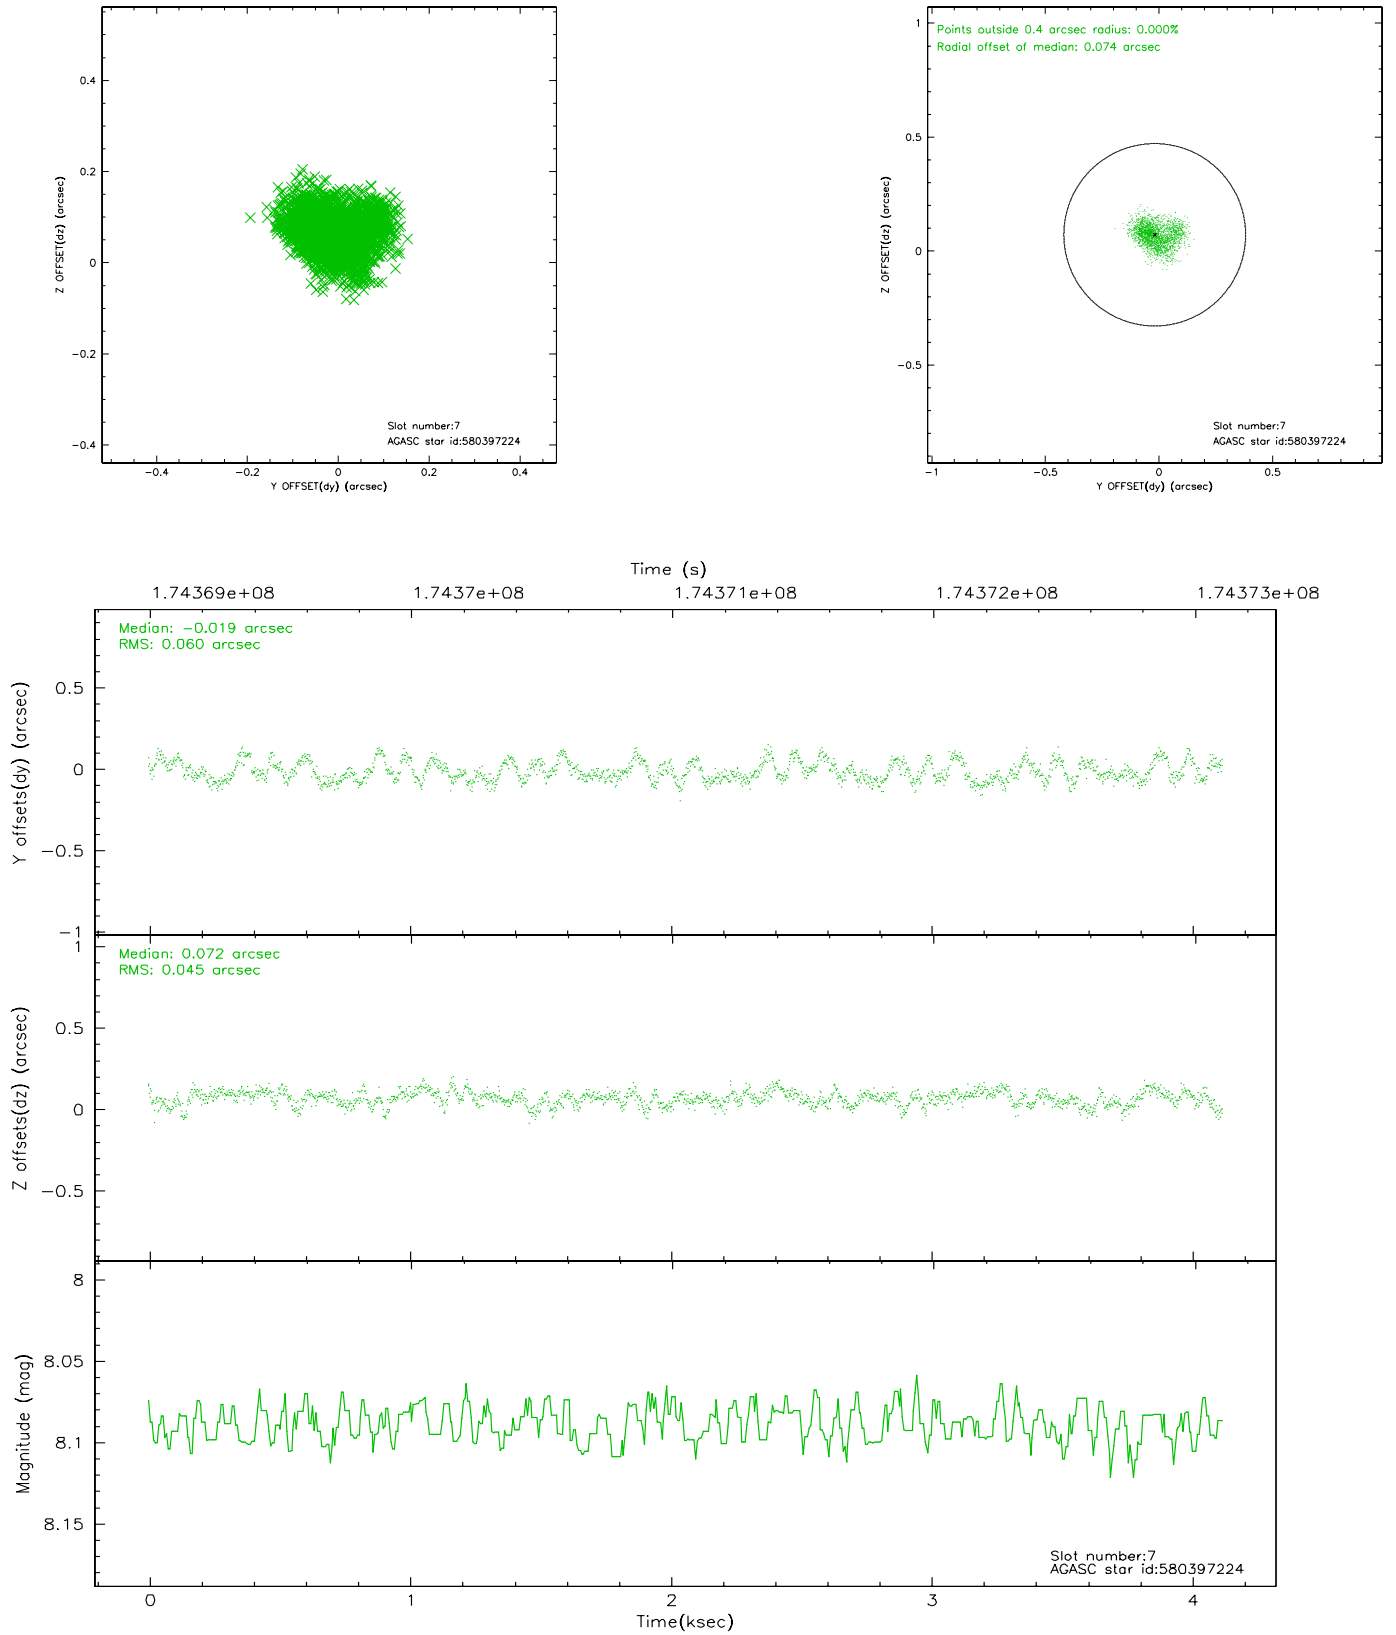 0.4
0.2
0
−0.2
−0.4
Z OFFSET(dz) (arcsec)
Slot number:7
AGASC star id:580397224
−0.4 −0.2 0 0.2 0.4
Y OFFSET(dy) (arcsec)
Points outside 0.4 arcsec radius: 0.000%
Radial offset of median: 0.074 arcsec
1
0.5
0
−0.5
Z OFFSET(dz) (arcsec)
Slot number:7
AGASC star id:580397224
−1 −0.5 0 0.5
Y OFFSET(dy) (arcsec)
Time (s)
1.74369e+08 1.7437e+08 1.74371e+08 1.74372e+08 1.74373e+08
Median: −0.019 arcsec
RMS: 0.060 arcsec
0.5
0
−0.5
−1
Y offsets(dy) (arcsec)
Median: 0.072 arcsec
RMS: 0.045 arcsec
1
0.5
0
−0.5
Z offsets(dz) (arcsec)
8
8.05
8.1
8.15
Magnitude (mag)
Slot number:7
AGASC star id:580397224
0 1 2 3 4
Time(ksec)